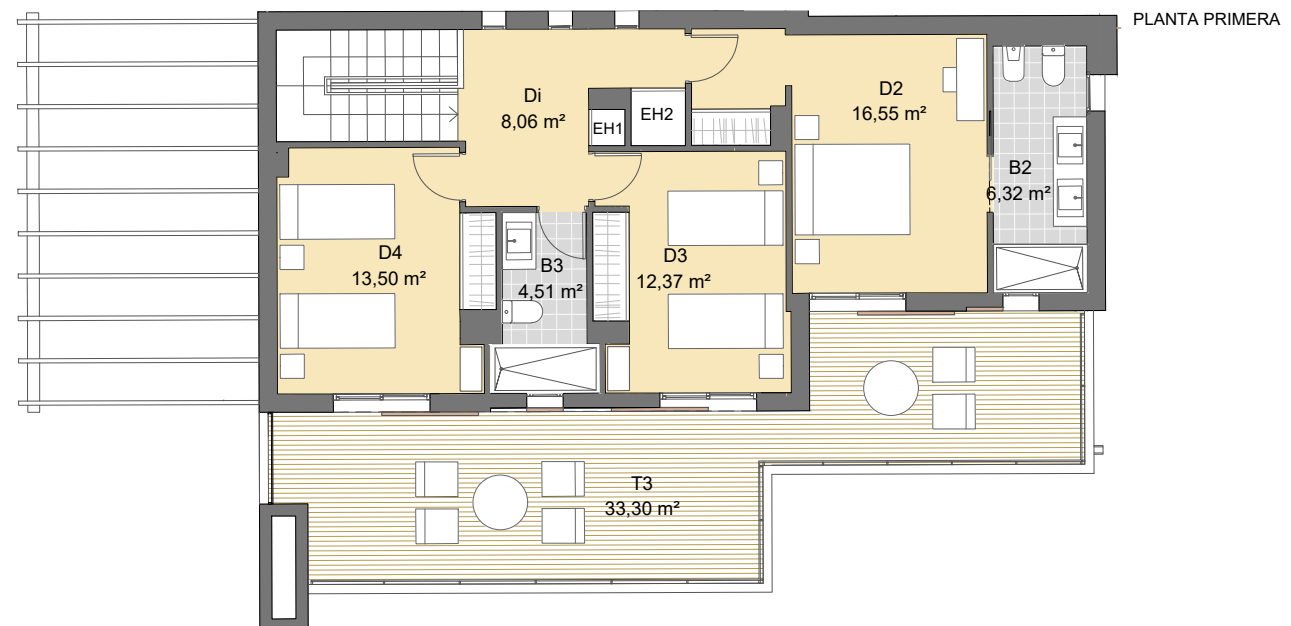 PLANTA PRIMERA
Di
8,06 m²
EH1
EH2
D2
16,55 m²
B2
6,32 m²
D4
13,50 m²
B3
4,51 m²
D3
12,37 m²
T3
33,30 m²